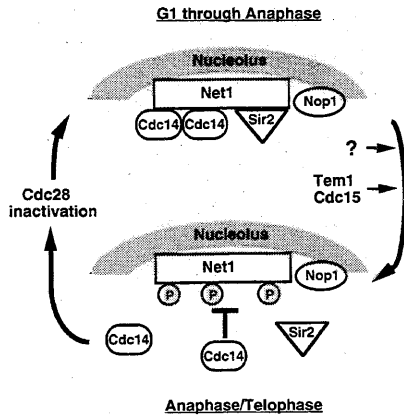 G1 through Anaphase
Nucleolus
Net1
Nop1
Cdc14 Cdc14 Sir2
?
Tem1
Cdc15
Cdc28
inactivation
Nucleolus
Net1
Nop1
P P P
Cdc14
Cdc14
Sir2
Anaphase/Telophase